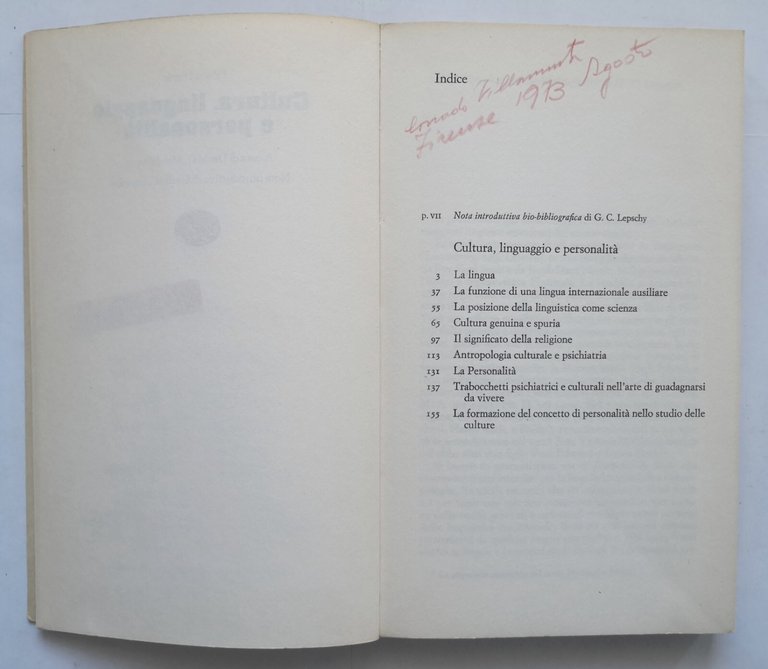 Indice
Firenze 1973 Agosto
p. VII Nota introduttiva bio-bibliografica di G. C. Lepschy
Cultura, linguaggio e personalità
3 La lingua
37 La funzione di una lingua internazionale ausiliare
55 La posizione della linguistica come scienza
65 Cultura genuina e spuria
97 Il significato della religione
113 Antropologia culturale e psichiatria
131 La Personalità
137 Trabocchetti psichiatrici e culturali nell'arte di guadagnarsi
da vivere
155 La formazione del concetto di personalità nello studio delle
culture